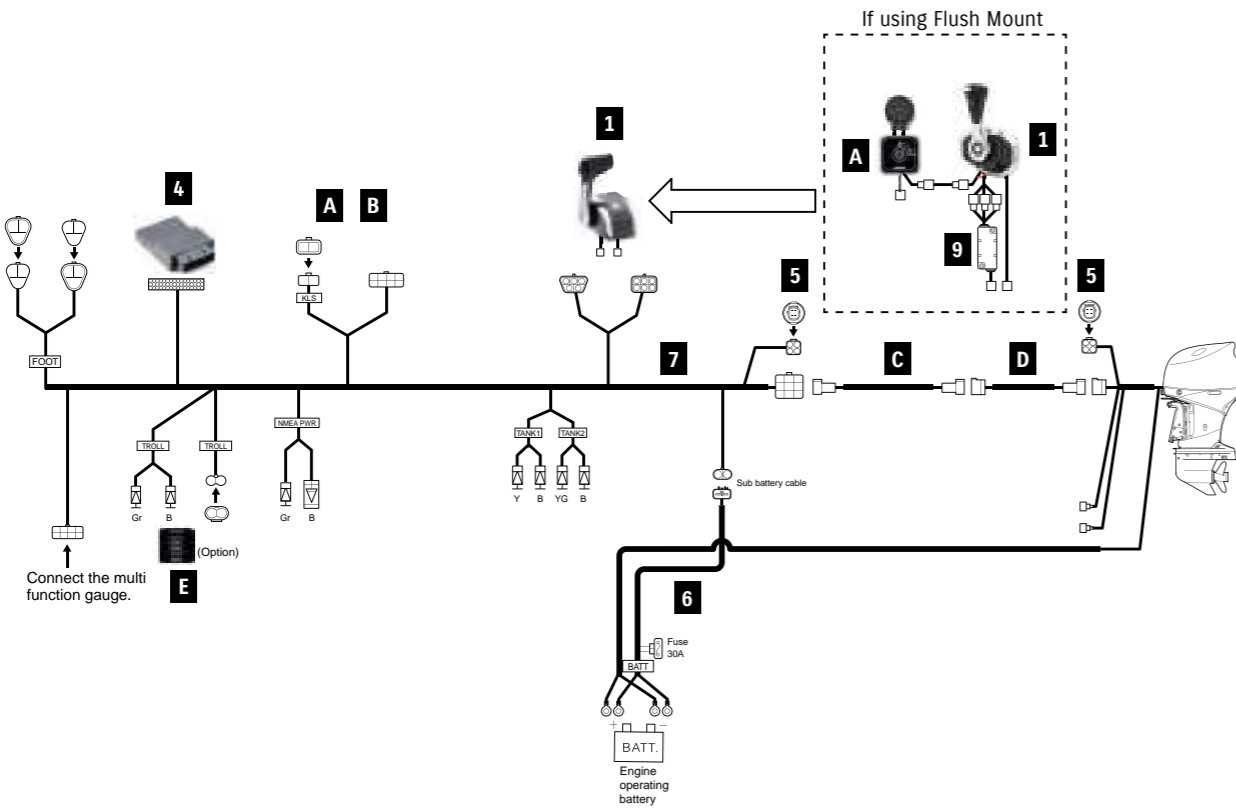 If using Flush Mount
1
A
1
4
A
B
9
5
5
KLS
FOOT
7
C
D
TROLL
TROLL
NMEA PWR
TANK1
TANK2
Gr
B
Gr
B
Y
B
YG
B
Sub battery cable
(Option)
E
Connect the multi
function gauge.
6
Fuse
30A
BATT
+
−
BATT.
Engine
operating
battery